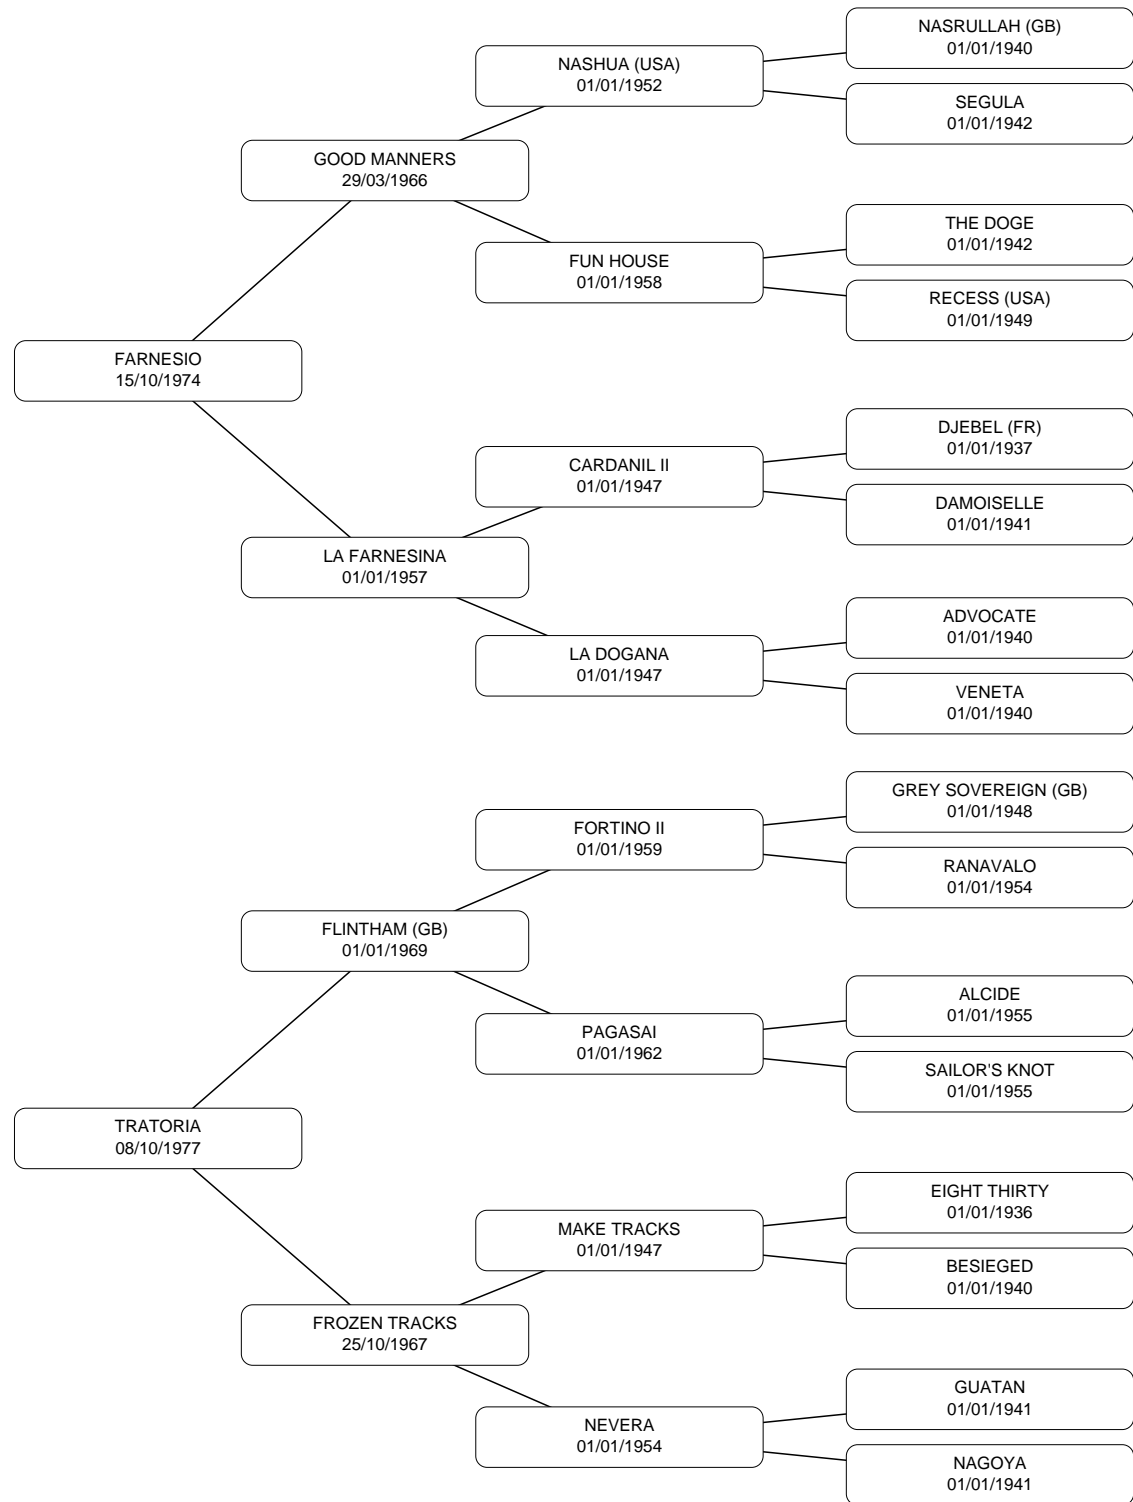 NASRULLAH (GB)
01/01/1940
NASHUA (USA)
01/01/1952
SEGULA
01/01/1942
GOOD MANNERS
29/03/1966
THE DOGE
01/01/1942
FUN HOUSE
01/01/1958
RECESS (USA)
01/01/1949
FARNESIO
15/10/1974
DJEBEL (FR)
01/01/1937
CARDANIL II
01/01/1947
DAMOISELLE
01/01/1941
LA FARNESINA
01/01/1957
ADVOCATE
01/01/1940
LA DOGANA
01/01/1947
VENETA
01/01/1940
GREY SOVEREIGN (GB)
01/01/1948
FORTINO II
01/01/1959
RANAVALO
01/01/1954
FLINTHAM (GB)
01/01/1969
ALCIDE
01/01/1955
PAGASAI
01/01/1962
SAILOR'S KNOT
01/01/1955
TRATORIA
08/10/1977
EIGHT THIRTY
01/01/1936
MAKE TRACKS
01/01/1947
BESIEGED
01/01/1940
FROZEN TRACKS
25/10/1967
GUATAN
01/01/1941
NEVERA
01/01/1954
NAGOYA
01/01/1941